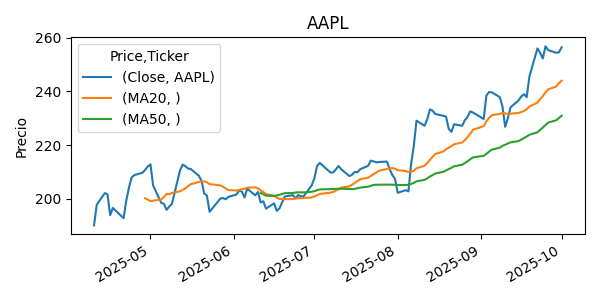 AAPL
Price,Ticker
(Close, AAPL)
(MA20, )
(MA50, )
Precio
260
240
220
200
2025-05
2025-06
2025-07
2025-08
2025-09
2025-10